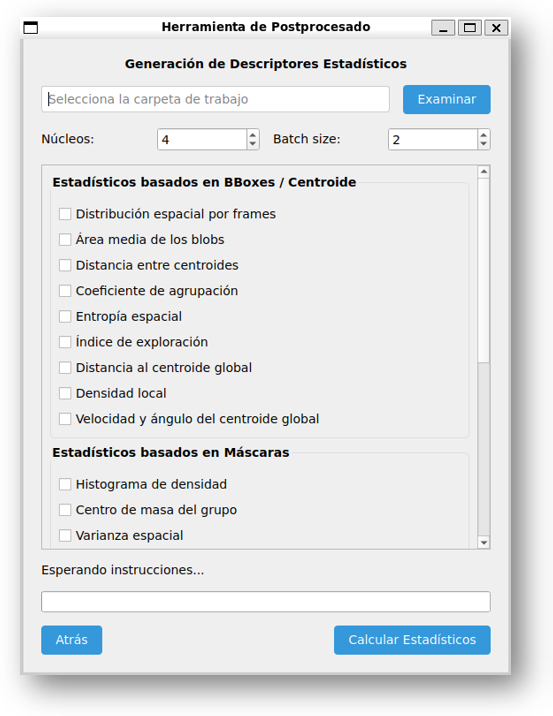 Herramienta de Postprocesado
Generación de Descriptores Estadísticos
Selecciona la carpeta de trabajo
Examinar
Núcleos:
4
Batch size:
2
Estadísticos basados en BBoxes / Centroide
Distribución espacial por frames
Área media de los blobs
Distancia entre centroides
Coeficiente de agrupación
Entropía espacial
Índice de exploración
Distancia al centroide global
Densidad local
Velocidad y ángulo del centroide global
Estadísticos basados en Máscaras
Histograma de densidad
Centro de masa del grupo
Varianza espacial
Esperando instrucciones...
Atrás
Calcular Estadísticos